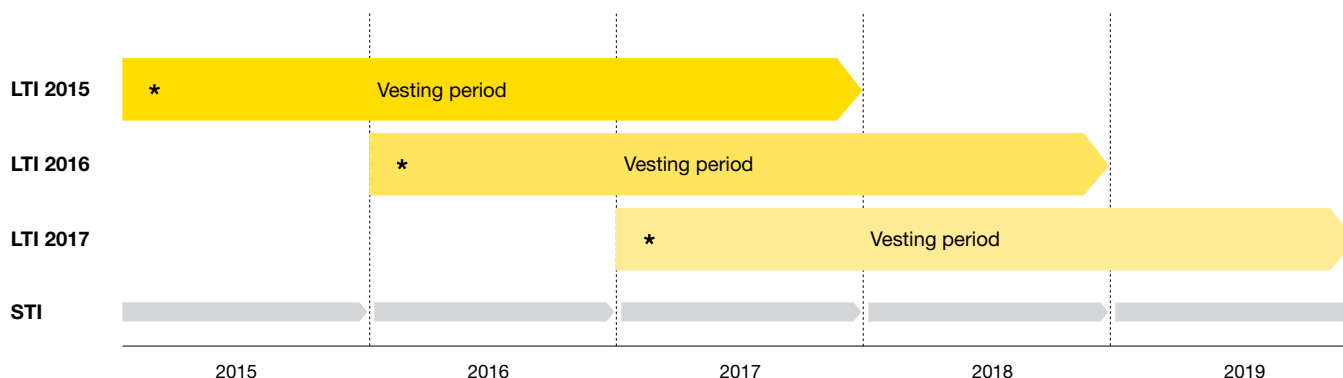 LTI 2015 * Vesting period
LTI 2016 * Vesting period
LTI 2017 * Vesting period
STI
2015 2016 2017 2018 2019